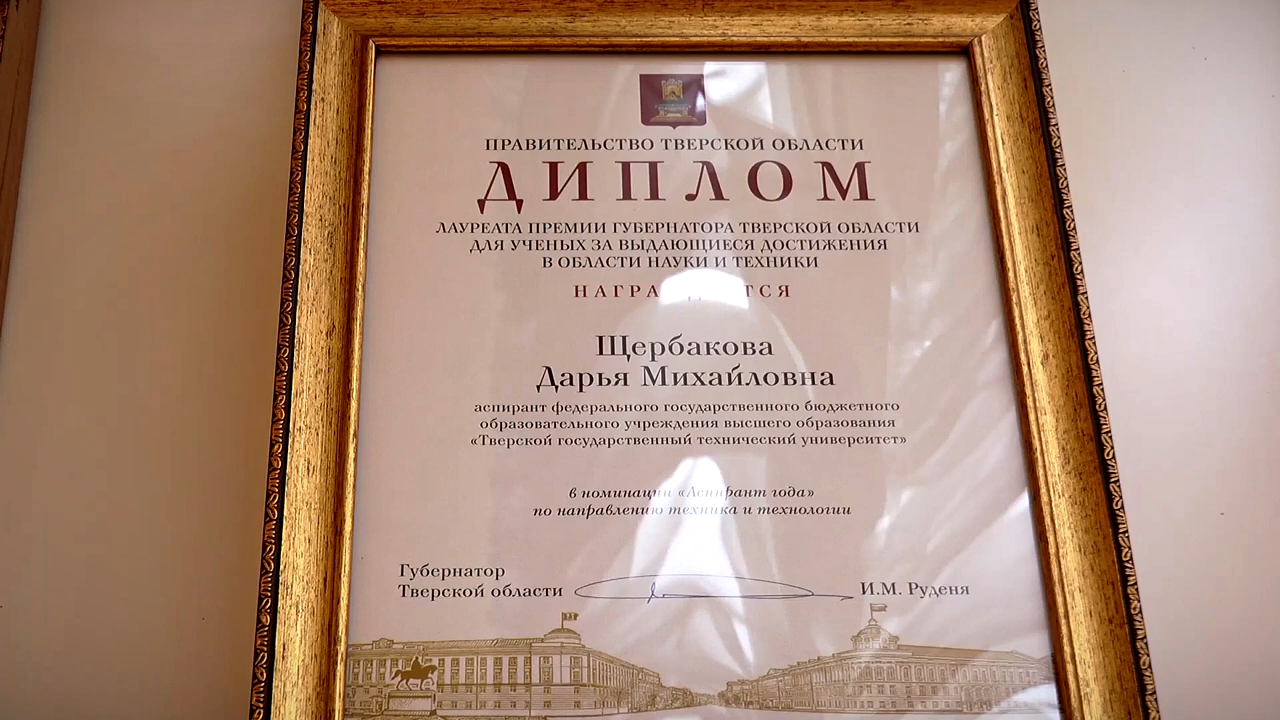 ПРАВИТЕЛЬСТВО ТВЕРСКОЙ ОБЛАСТИ
ДИПЛОМ
ЛАУРЕАТА ПРЕМИИ ГУБЕРНАТОРА ТВЕРСКОЙ ОБЛАСТИ
ДЛЯ УЧЕНЫХ ЗА ВЫДАЮЩИЕСЯ ДОСТИЖЕНИЯ
В ОБЛАСТИ НАУКИ И ТЕХНИКИ
НАГРАЖДАЕТСЯ
Щербакова
Дарья Михайловна
аспирант федерального государственного бюджетного
образовательного учреждения высшего образования
«Тверской государственный технический университет»
в номинации «Аспирант года»
по направлению техника и технологии
Губернатор
Тверской области
И.М. Руденя